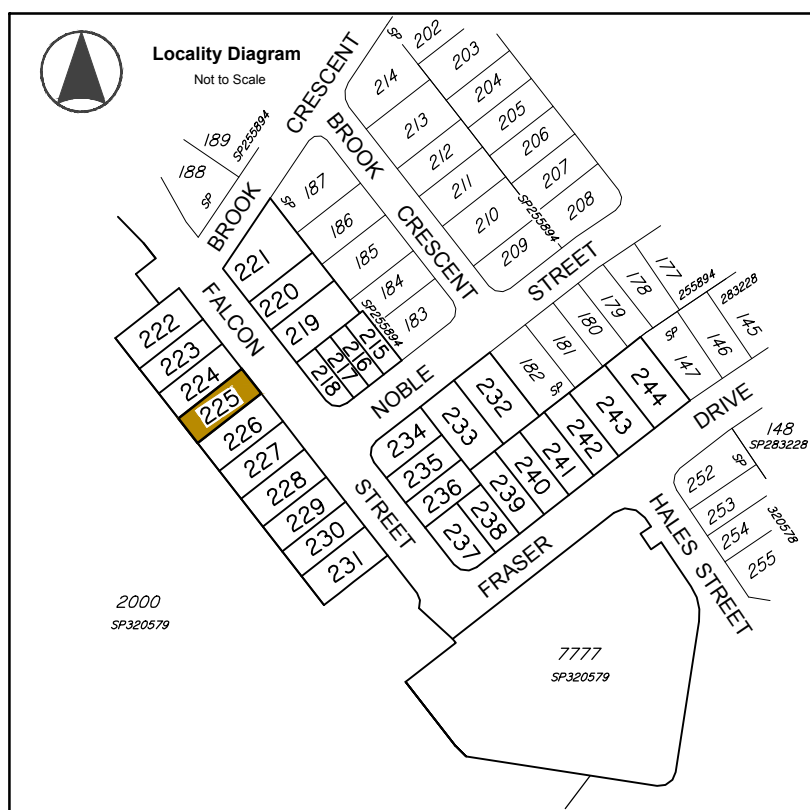 Locality Diagram
Not to Scale
SP
202
203
204
205
206
207
208
214
213
212
211
210
209
SP255894
CRESCENT
BROOK
BROOK
CRESCENT
189
SP255894
188
SP
SP
187
186
185
184
183
SP255894
221
220
219
218
217
216
215
FALCON
STREET
222
223
224
225
226
227
228
229
230
231
NOBLE
STREET
177
178
179
180
181
182
SP
255894
283228
145
146
147
SP
232
233
234
235
236
237
238
239
240
241
242
243
244
FRASER
DRIVE
148
SP283228
252
SP
253
254
255
320578
HALES STREET
2000
SP320579
7777
SP320579